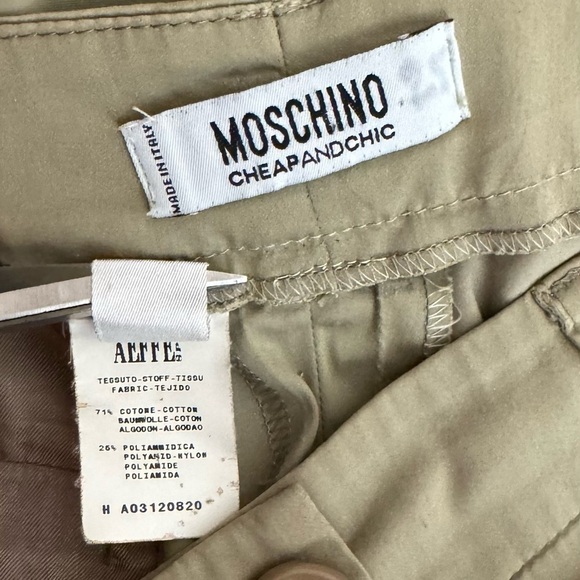 MOSCHINO
CHEAPANDCHIC
MADE IN ITALY
AEFFE
TESSUTO-STOFF-TISSU
FABRIC-TEJIDO
71% COTONE-COTTON
BAUMWOLLE-COTON
ALGODON-ALGODAO
26% POLIAMMIDICA
POLYAMID-NYLON
POLYAMIDE
POLIAMIDA
H A03120820